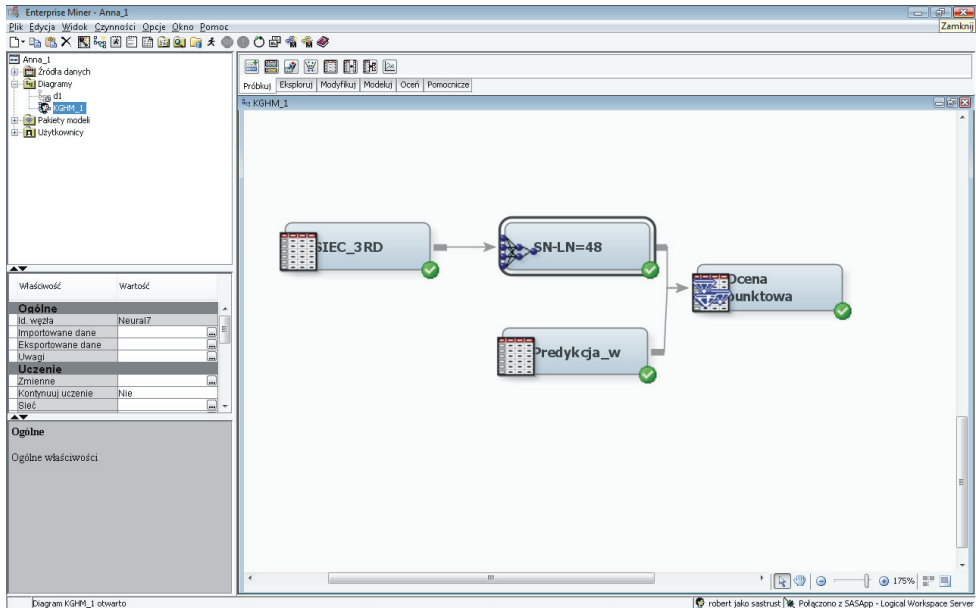 Enterprise Miner - Anna_1
Plik Edycja Widok Czynności Opcje Okno Pomoc
Zamknij
Anna_1
Źródła danych
Diagramy
d1
KGHM_1
Pakiety modeli
Użytkownicy
Próbkuj Eksploruj Modyfikuj Modeluj Oceń Pomocnicze
KGHM_1
SIEC_3RD
SN-LN=48
Ocena
punktowa
Predykcja_w
Właściwość Wartość
Ogólne
Id. węzła Neural7
Importowane dane
Eksportowane dane
Uwagi
Uczenie
Zmienne
Kontynuuj uczenie Nie
Sieć
Ogólne
Ogólne właściwości
175%
Diagram KGHM_1 otwarto
robert jako sastrust Połączono z SASApp - Logical Workspace Server